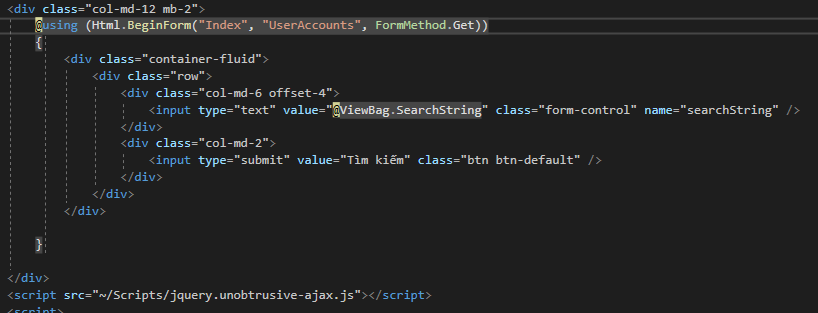 <div class="col-md-12 mb-2">
@using (Html.BeginForm("Index", "UserAccounts", FormMethod.Get))
{
<div class="container-fluid">
<div class="row">
<div class="col-md-6 offset-4">
<input type="text" value="@ViewBag.SearchString" class="form-control" name="searchString" />
</div>
<div class="col-md-2">
<input type="submit" value="Tìm kiếm" class="btn btn-default" />
</div>
</div>
</div>
}
</div>
<script src="~/Scripts/jquery.unobtrusive-ajax.js"></script>
<script>